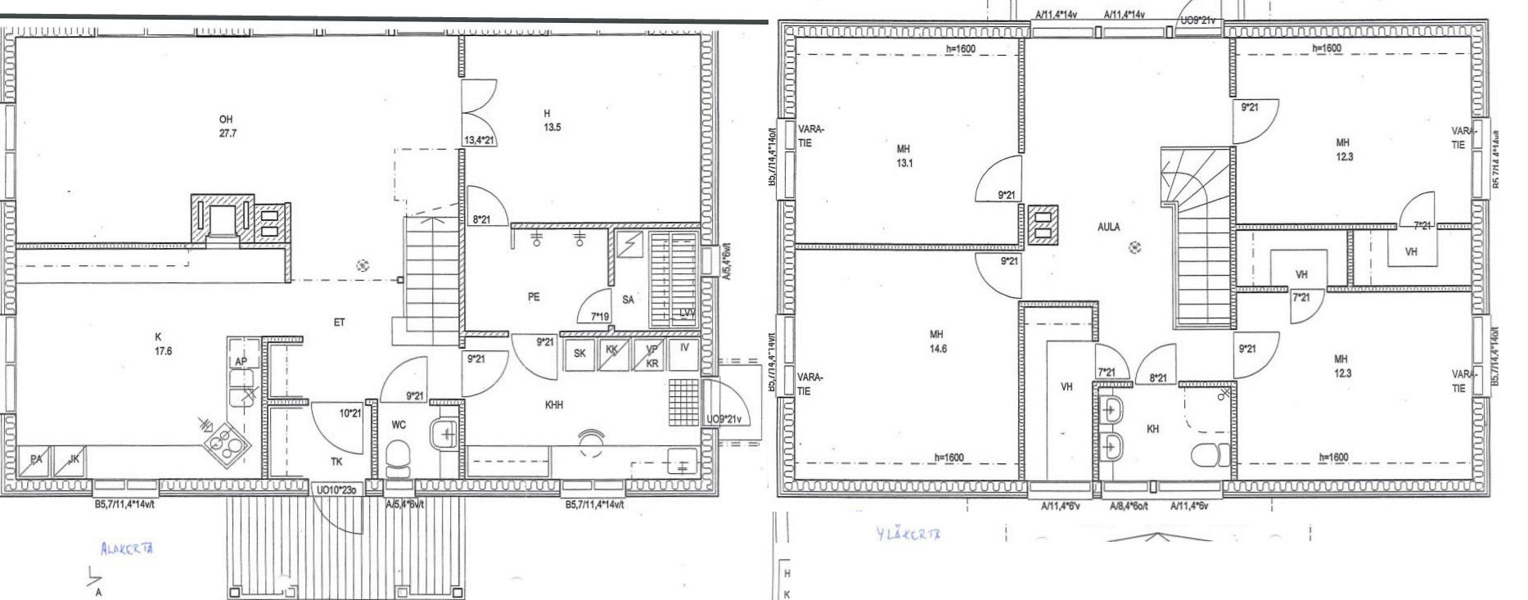 OH
27.7
H
13.5
13,4*21
8*21
PE
SA
7*19
LVV
A/5,4*6v/t
ET
K
17.6
AP
9*21
9*21
SK
KK
VP
KR
IV
KHH
9*21
10*21
WC
UO9*21v
PA
JK
TK
UO10*23o
B5,7/11,4*14v/t
A/5,4*6v/t
B5,7/11,4*14v/t
ALAKERTA
A
A/11,4*14v
A/11,4*14v
UO9*21v
h=1600
h=1600
B5,7/14,4*14o/t
VARA-
TIE
MH
13.1
9*21
9*21
MH
12.3
VARA-
TIE
B5,7/14,4*14v/t
7*21
AULA
VH
VH
9*21
7*21
MH
14.6
B5,7/14,4*14v/t
VARA-
TIE
VH
7*21
8*21
9*21
KH
MH
12.3
VARA-
TIE
B5,7/14,4*14o/t
h=1600
h=1600
A/11,4*6'v
A/8,4*6o/t
A/11,4*6v
YLÄKERTA
H
K